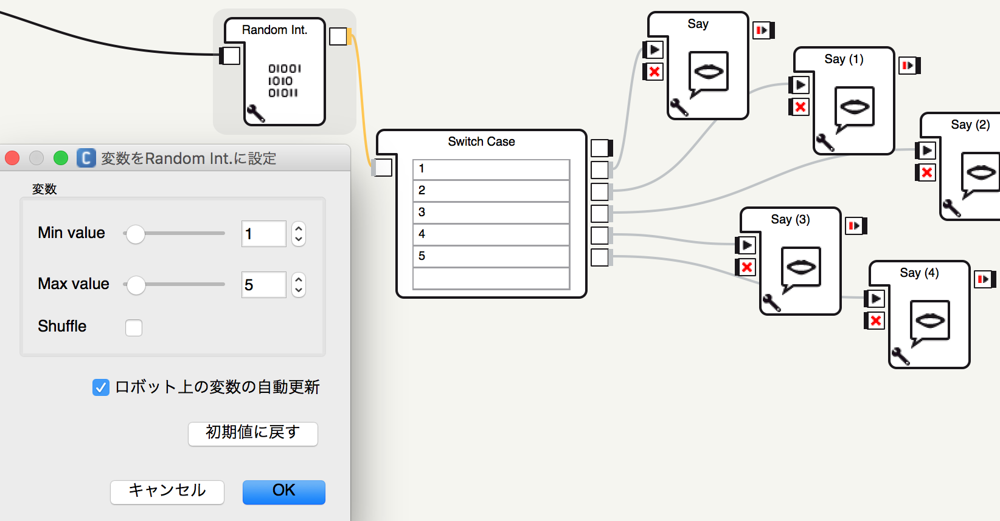 Random Int.
01001
1010
01011
Say
Say (1)
Say (2)
Switch Case
1
2
3
4
5
Say (3)
Say (4)
変数をRandom Int.に設定
変数
Min value
1
Max value
5
Shuffle
ロボット上の変数の自動更新
初期値に戻す
キャンセル
OK